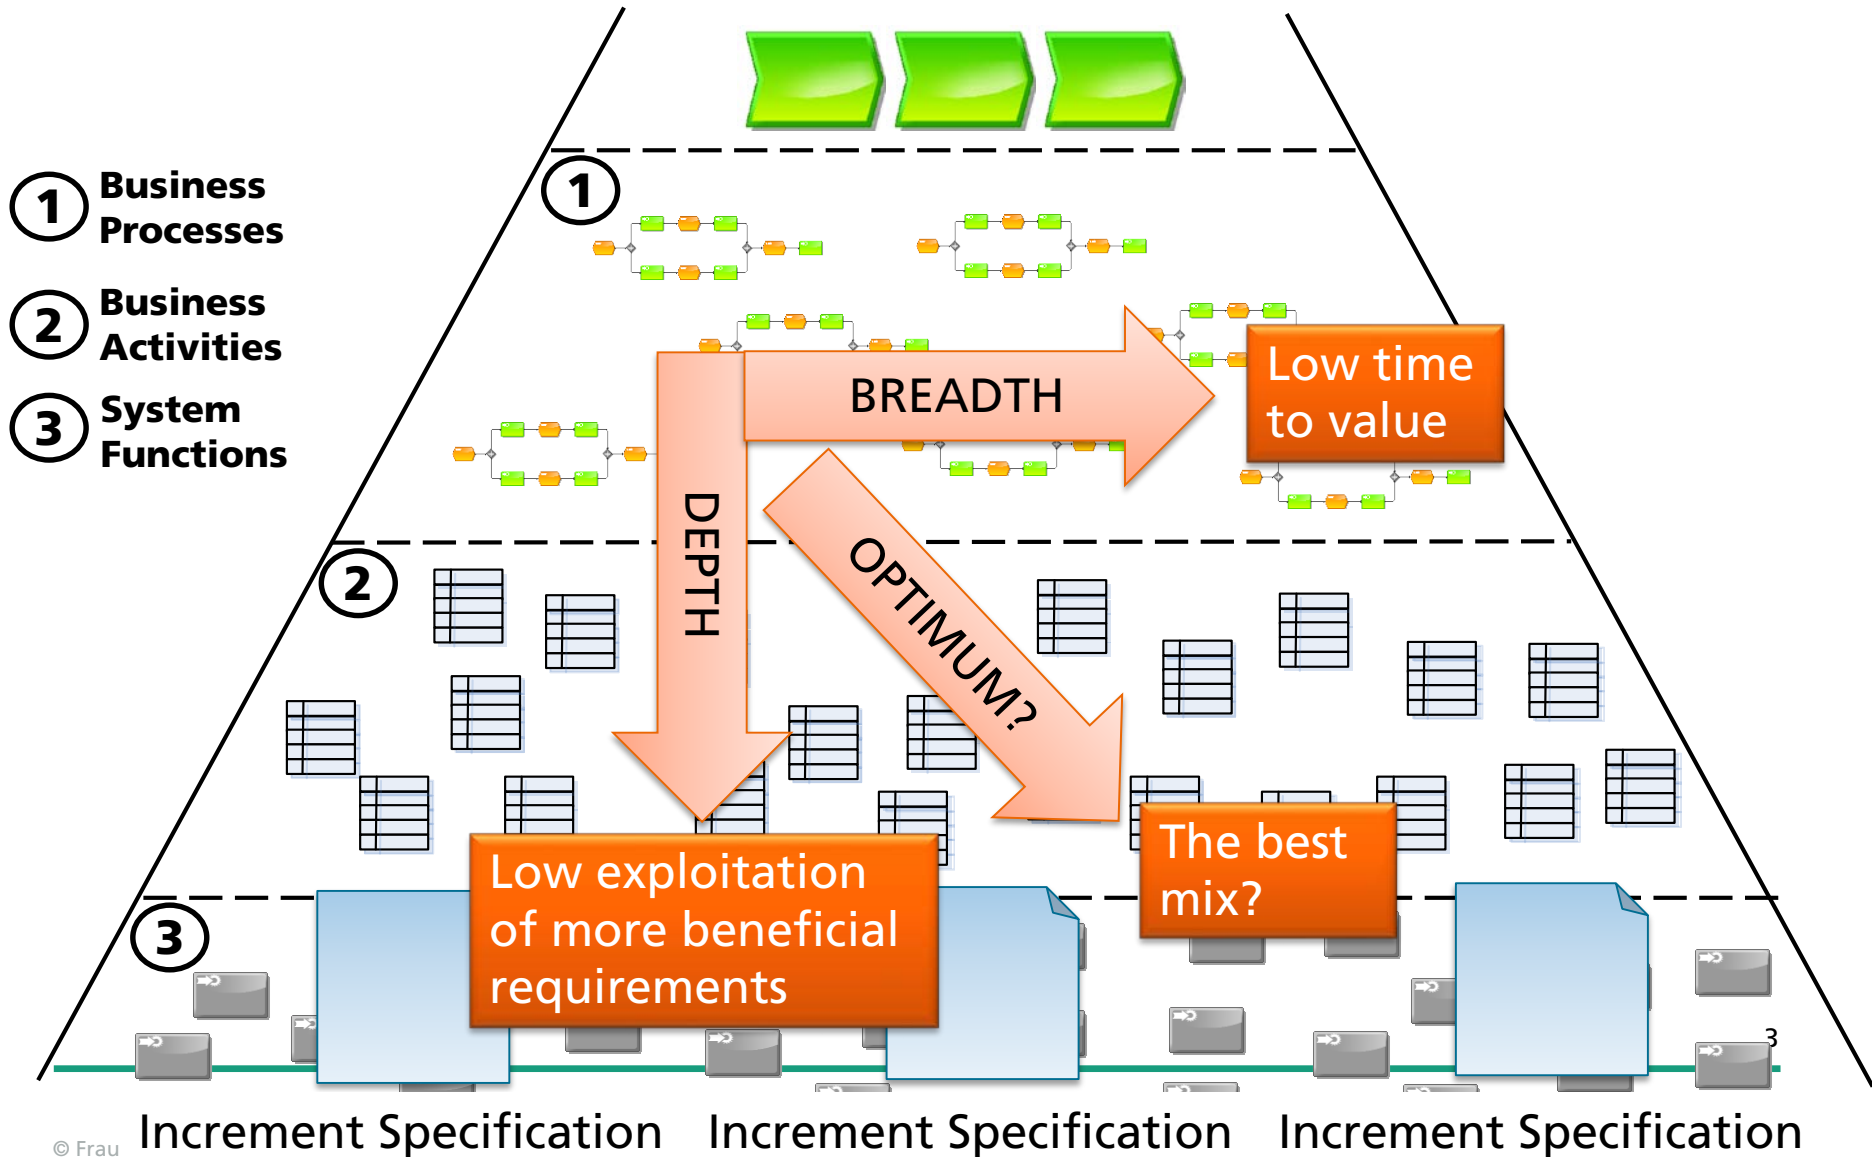 1 Business
Processes
2 Business
Activities
3 System
Functions
1
BREADTH
Low time
to value
DEPTH
OPTIMUM?
2
The best
mix?
Low exploitation
of more beneficial
requirements
3
3
Increment Specification
Increment Specification
Increment Specification
© Frau